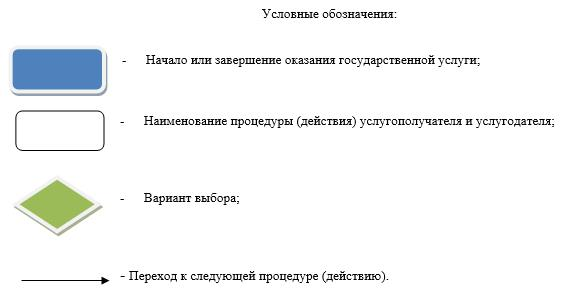 Условные обозначения:
- Начало или завершение оказания государственной услуги;
- Наименование процедуры (действия) услугополучателя и услугодателя;
- Вариант выбора;
- Переход к следующей процедуре (действию).